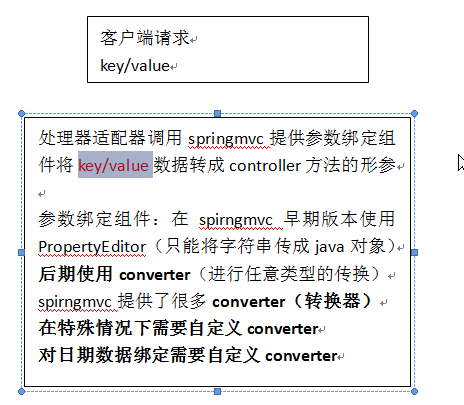 客户端请求
key/value
处理器适配器调用 springmvc 提供参数绑定组
件将 key/value 数据转成 controller 方法的形参
参数绑定组件：在 spirngmvc 早期版本使用
PropertyEditor（只能将字符串传成 java 对象）
后期使用 converter（进行任意类型的传换）
spirngmvc 提供了很多 converter（转换器）
在特殊情况下需要自定义 converter
对日期数据绑定需要自定义 converter